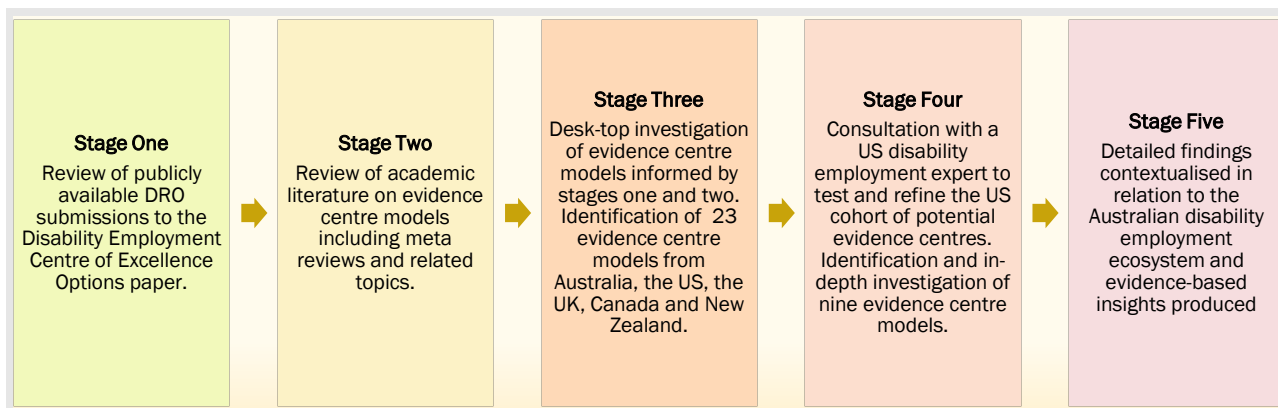 Stage One
Review of publicly
available DRO
submissions to the
Disability Employment
Centre of Excellence
Options paper.
Stage Two
Review of academic
literature on evidence
centre models
including meta
reviews and related
topics.
Stage Three
Desk-top investigation
of evidence centre
models informed by
stages one and two.
Identification of 23
evidence centre
models from
Australia, the US, the
UK, Canada and New
Zealand.
Stage Four
Consultation with a
US disability
employment expert to
test and refine the US
cohort of potential
evidence centres.
Identification and in-
depth investigation of
nine evidence centre
models.
Stage Five
Detailed findings
contextualised in
relation to the
Australian disability
employment
ecosystem and
evidence-based
insights produced